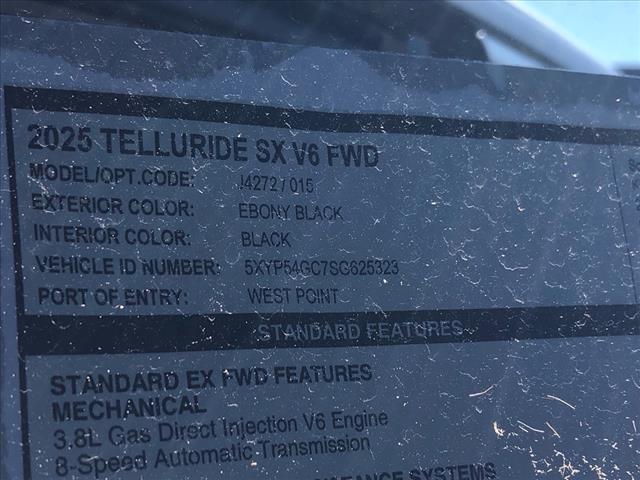 2025 TELLURIDE SX V6 FWD
MODEL/OPT.CODE: J4272 / 015
EXTERIOR COLOR: EBONY BLACK
INTERIOR COLOR: BLACK
VEHICLE ID NUMBER: 5XYP54GC7SG625323
PORT OF ENTRY: WEST POINT
STANDARD FEATURES
STANDARD EX FWD FEATURES
MECHANICAL
3.8L Gas Direct Injection V6 Engine
8-Speed Automatic Transmission
SYSTEMS